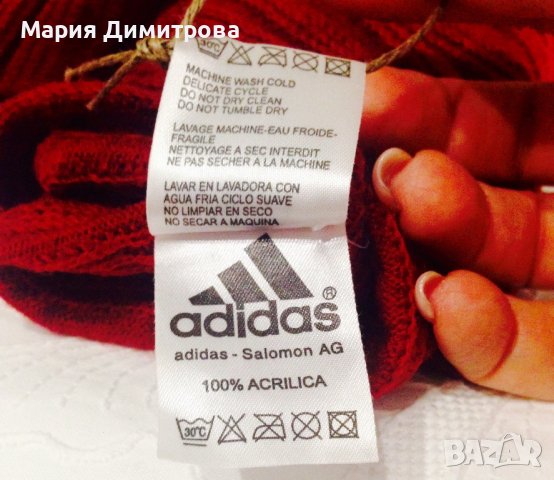 Мария Димитрова
30°C
MACHINE WASH COLD
DELICATE CYCLE
DO NOT DRY CLEAN
DO NOT TUMBLE DRY
LAVAGE MACHINE-EAU FROIDE-
FRAGILE
NETTOYAGE A SEC INTERDIT
NE PAS SÉCHER A LA MACHINE
LAVAR EN LAVADORA CON
AGUA FRIA CICLO SUAVE
NO LIMPIAR EN SECO
NO SECAR A MAQUINA
adidas®
adidas - Salomon AG
100% ACRILICA
30°C
BAZAR